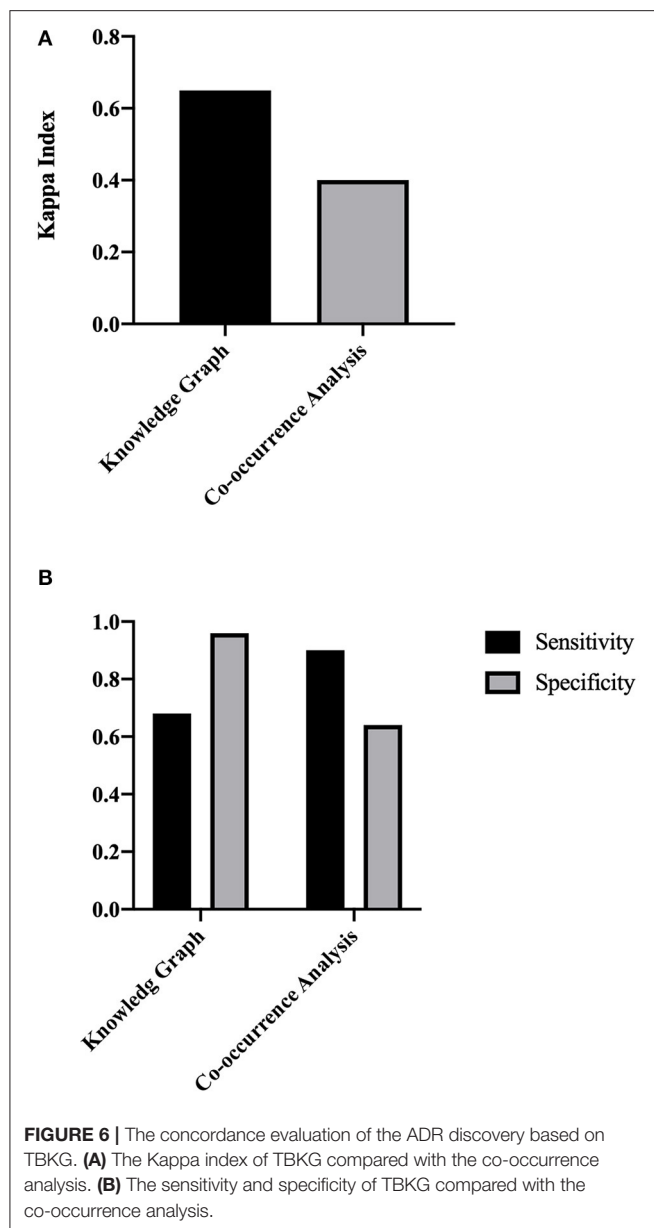 A
Kappa Index
0.8
0.6
0.4
0.2
0.0
Knowledge Graph
Co-occurrence Analysis
B
1.0
0.8
0.6
0.4
0.2
0.0
Sensitivity
Specificity
Knowledg Graph
Co-occurrence Analysis
FIGURE 6 | The concordance evaluation of the ADR discovery based on
TBKG. (A) The Kappa index of TBKG compared with the co-occurrence
analysis. (B) The sensitivity and specificity of TBKG compared with the
co-occurrence analysis.